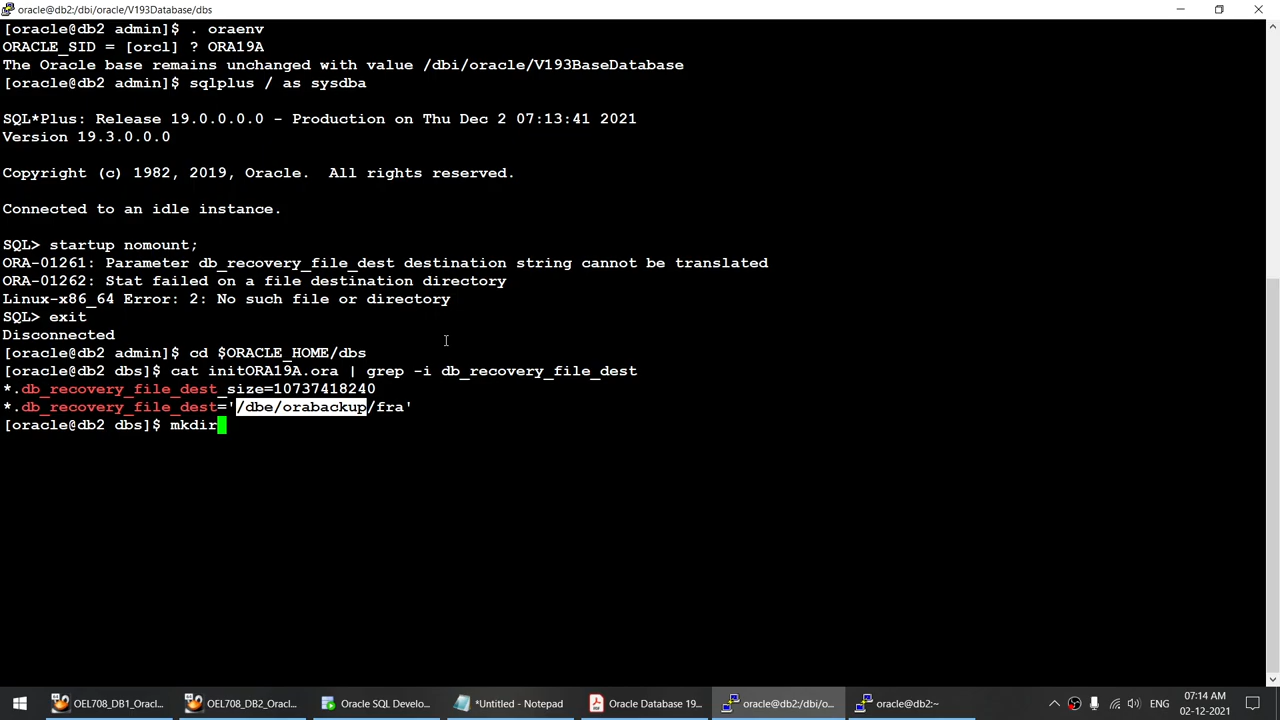 oracle@db2:/dbi/oracle/V193Database/dbs
[oracle@db2 admin]$ . oraenv
ORACLE_SID = [orcl] ? ORA19A
The Oracle base remains unchanged with value /dbi/oracle/V193BaseDatabase
[oracle@db2 admin]$ sqlplus / as sysdba
SQL*Plus: Release 19.0.0.0.0 - Production on Thu Dec 2 07:13:41 2021
Version 19.3.0.0.0
Copyright (c) 1982, 2019, Oracle.  All rights reserved.
Connected to an idle instance.
SQL> startup nomount;
ORA-01261: Parameter db_recovery_file_dest destination string cannot be translated
ORA-01262: Stat failed on a file destination directory
Linux-x86_64 Error: 2: No such file or directory
SQL> exit
Disconnected
[oracle@db2 admin]$ cd $ORACLE_HOME/dbs
[oracle@db2 dbs]$ cat initORA19A.ora | grep -i db_recovery_file_dest
*.db_recovery_file_dest_size=10737418240
*.db_recovery_file_dest='/dbe/orabackup/fra'
[oracle@db2 dbs]$ mkdir
OEL708_DB1_Oracl... OEL708_DB2_Oracl... Oracle SQL Develo... *Untitled - Notepad Oracle Database 19... oracle@db2:/dbi/o... oracle@db2:~ ENG 07:14 AM
02-12-2021